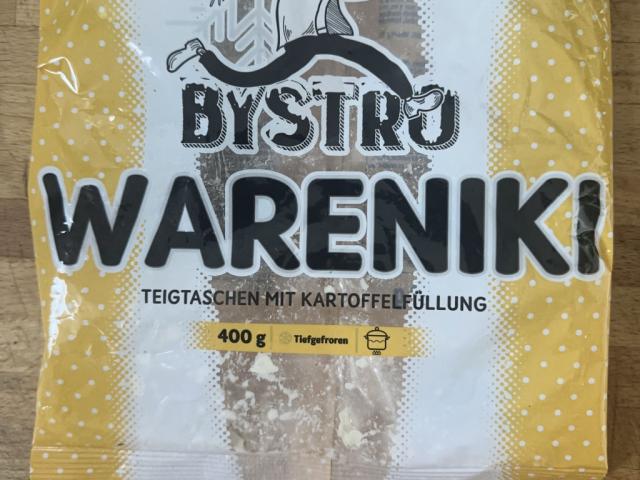 BYSTRO
WARENIKI
TEIGTASCHEN MIT KARTOFFELFÜLLUNG
400 g Tiefgefroren